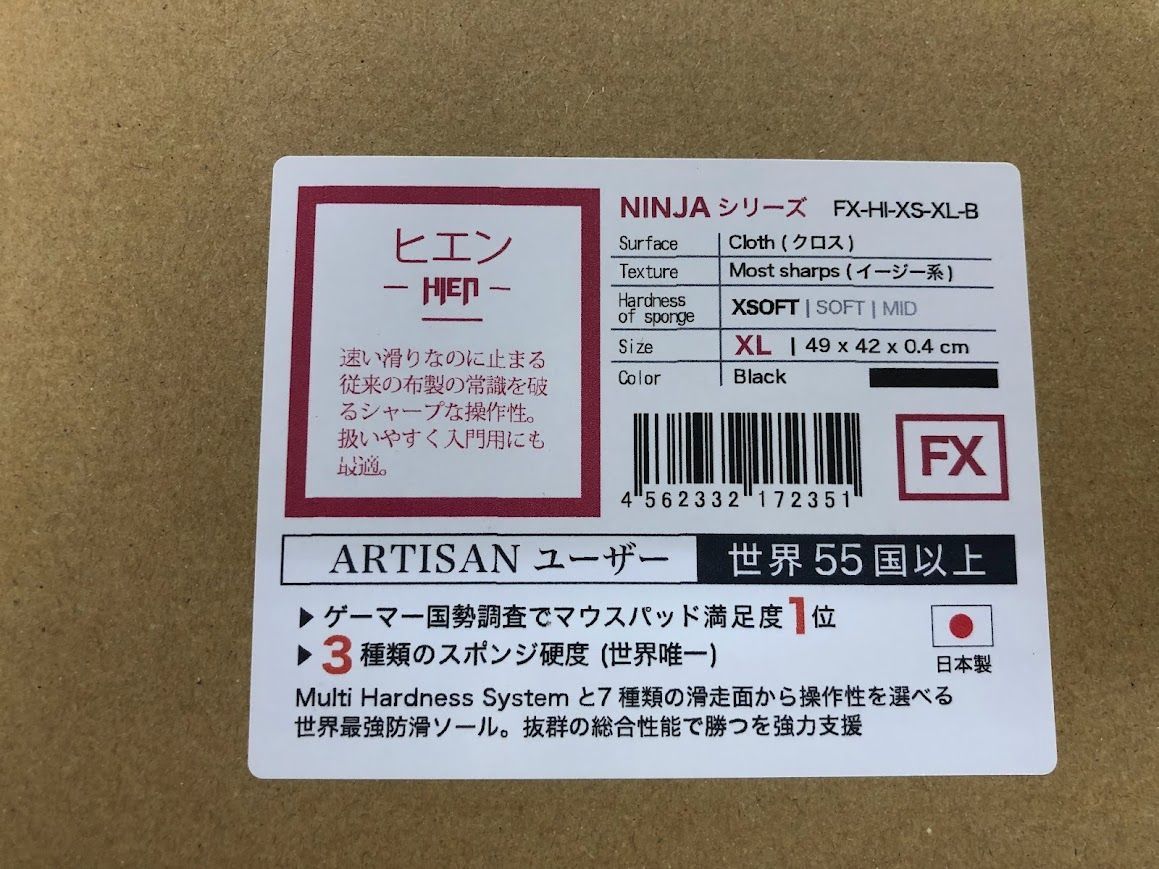 ヒエン
HIEN
速い滑りなのに止まる
従来の布製の常識を破
るシャープな操作性。
扱いやすく入門用にも
最適。
NINJA シリーズ FX-HI-XS-XL-B
Surface Cloth (クロス)
Texture Most sharps (イージー系)
Hardness
of sponge XSOFT | SOFT | MID
Size XL | 49 x 42 x 0.4 cm
Color Black
4 562332 172351
FX
ARTISAN ユーザー 世界55国以上
▶ ゲーマー国勢調査でマウスパッド満足度1位
▶ 3種類のスポンジ硬度 (世界唯一)
日本製
Multi Hardness System と7種類の滑走面から操作性を選べる
世界最強防滑ソール。抜群の総合性能で勝つを強力支援